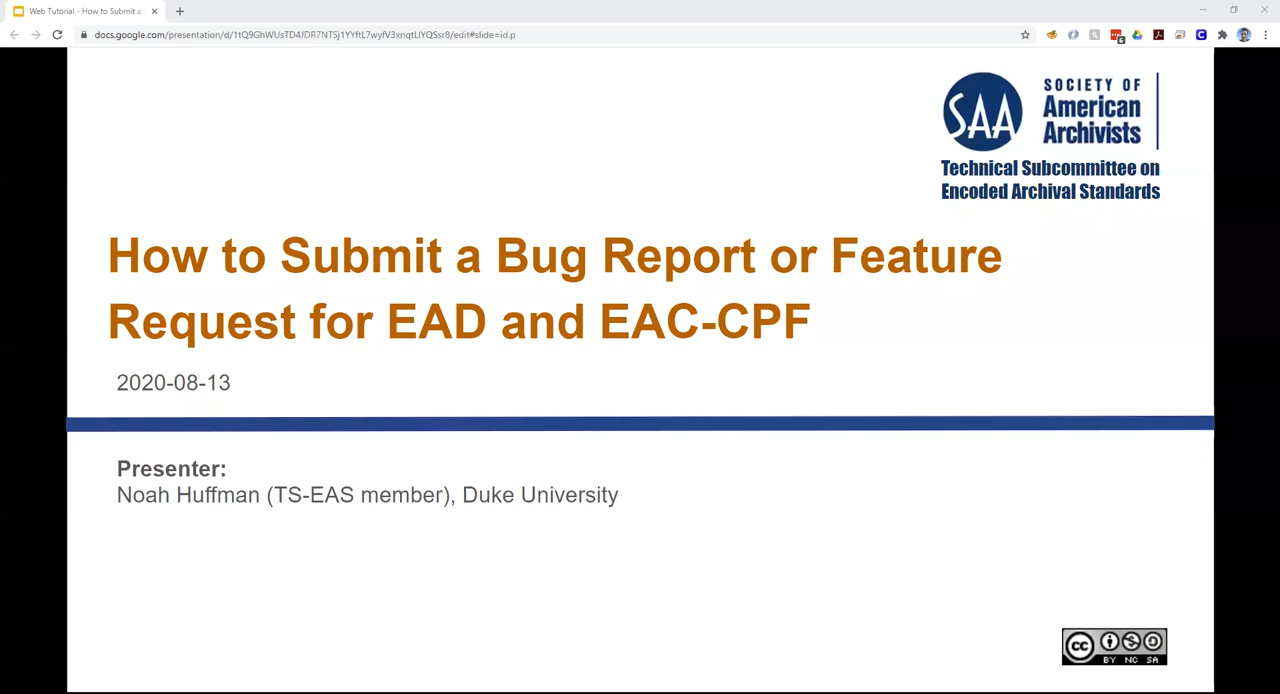 Web Tutorial - How to Submit a
docs.google.com/presentation/d/1tQ9GhWUsTD4JDR7NTSj1YYftL7wyfV3xnqtLlYQSsr8/edit#slide=id.p
SAA
SOCIETY OF
American
Archivists
Technical Subcommittee on
Encoded Archival Standards
How to Submit a Bug Report or Feature
Request for EAD and EAC-CPF
2020-08-13
Presenter:
Noah Huffman (TS-EAS member), Duke University
cc
BY NC SA